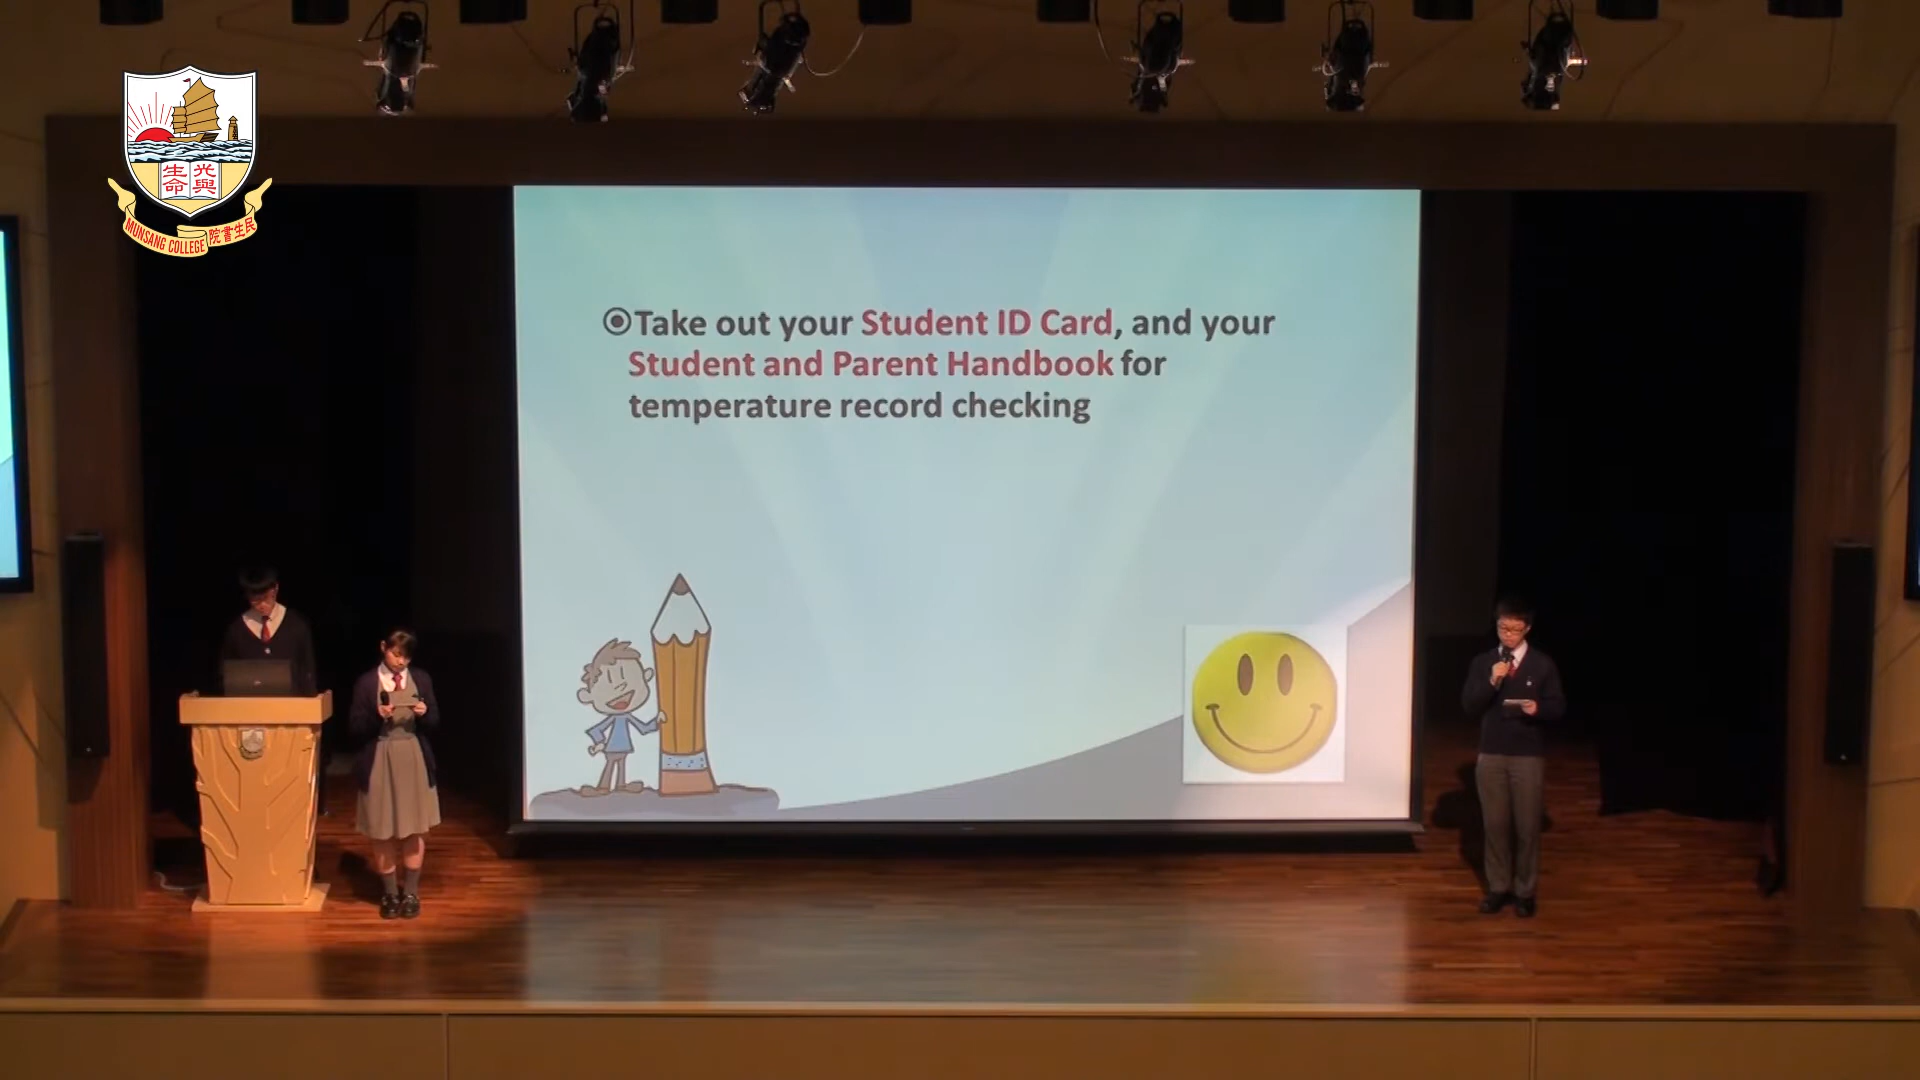 生命
光與
MUNSANG COLLEGE 院書生民
Take out your Student ID Card, and your
Student and Parent Handbook for
temperature record checking